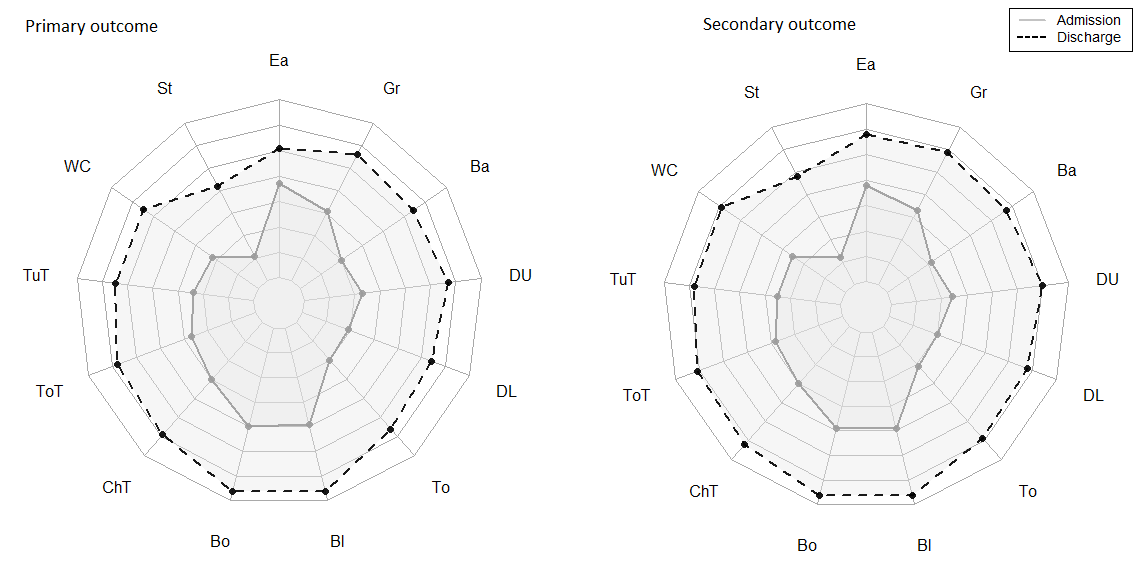 Primary outcome
Ea
Gr
Ba
DU
DL
To
Bl
Bo
ChT
ToT
TuT
WC
St
Secondary outcome
Ea
Gr
Ba
DU
DL
To
Bl
Bo
ChT
ToT
TuT
WC
St
Admission
Discharge